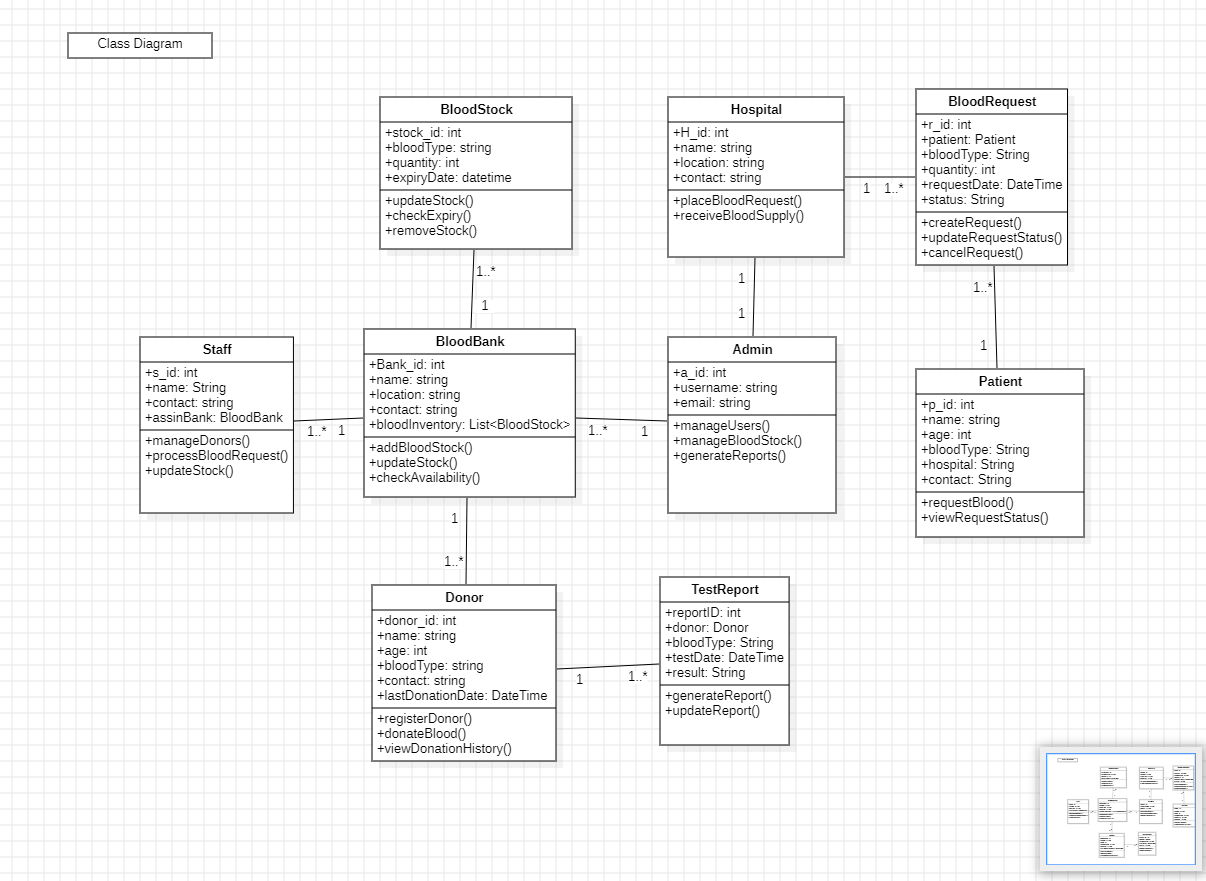 Class Diagram
BloodStock
+stock_id: int
+bloodType: string
+quantity: int
+expiryDate: datetime
+updateStock()
+checkExpiry()
+removeStock()
Hospital
+H_id: int
+name: string
+location: string
+contact: string
+placeBloodRequest()
+receiveBloodSupply()
1 1..*
BloodRequest
+r_id: int
+patient: Patient
+bloodType: String
+quantity: int
+requestDate: DateTime
+status: String
+createRequest()
+updateRequestStatus()
+cancelRequest()
1..*
1
1
1
1..*
1
Staff
+s_id: int
+name: String
+contact: string
+assinBank: BloodBank
+manageDonors()
+processBloodRequest()
+updateStock()
1..* 1
BloodBank
+Bank_id: int
+name: string
+location: string
+contact: string
+bloodInventory: List<BloodStock>
+addBloodStock()
+updateStock()
+checkAvailability()
1..* 1
Admin
+a_id: int
+username: string
+email: string
+manageUsers()
+manageBloodStock()
+generateReports()
Patient
+p_id: int
+name: string
+age: int
+bloodType: String
+hospital: String
+contact: String
+requestBlood()
+viewRequestStatus()
1
1..*
Donor
+donor_id: int
+name: string
+age: int
+bloodType: string
+contact: string
+lastDonationDate: DateTime
+registerDonor()
+donateBlood()
+viewDonationHistory()
1 1..*
TestReport
+reportID: int
+donor: Donor
+bloodType: String
+testDate: DateTime
+result: String
+generateReport()
+updateReport()